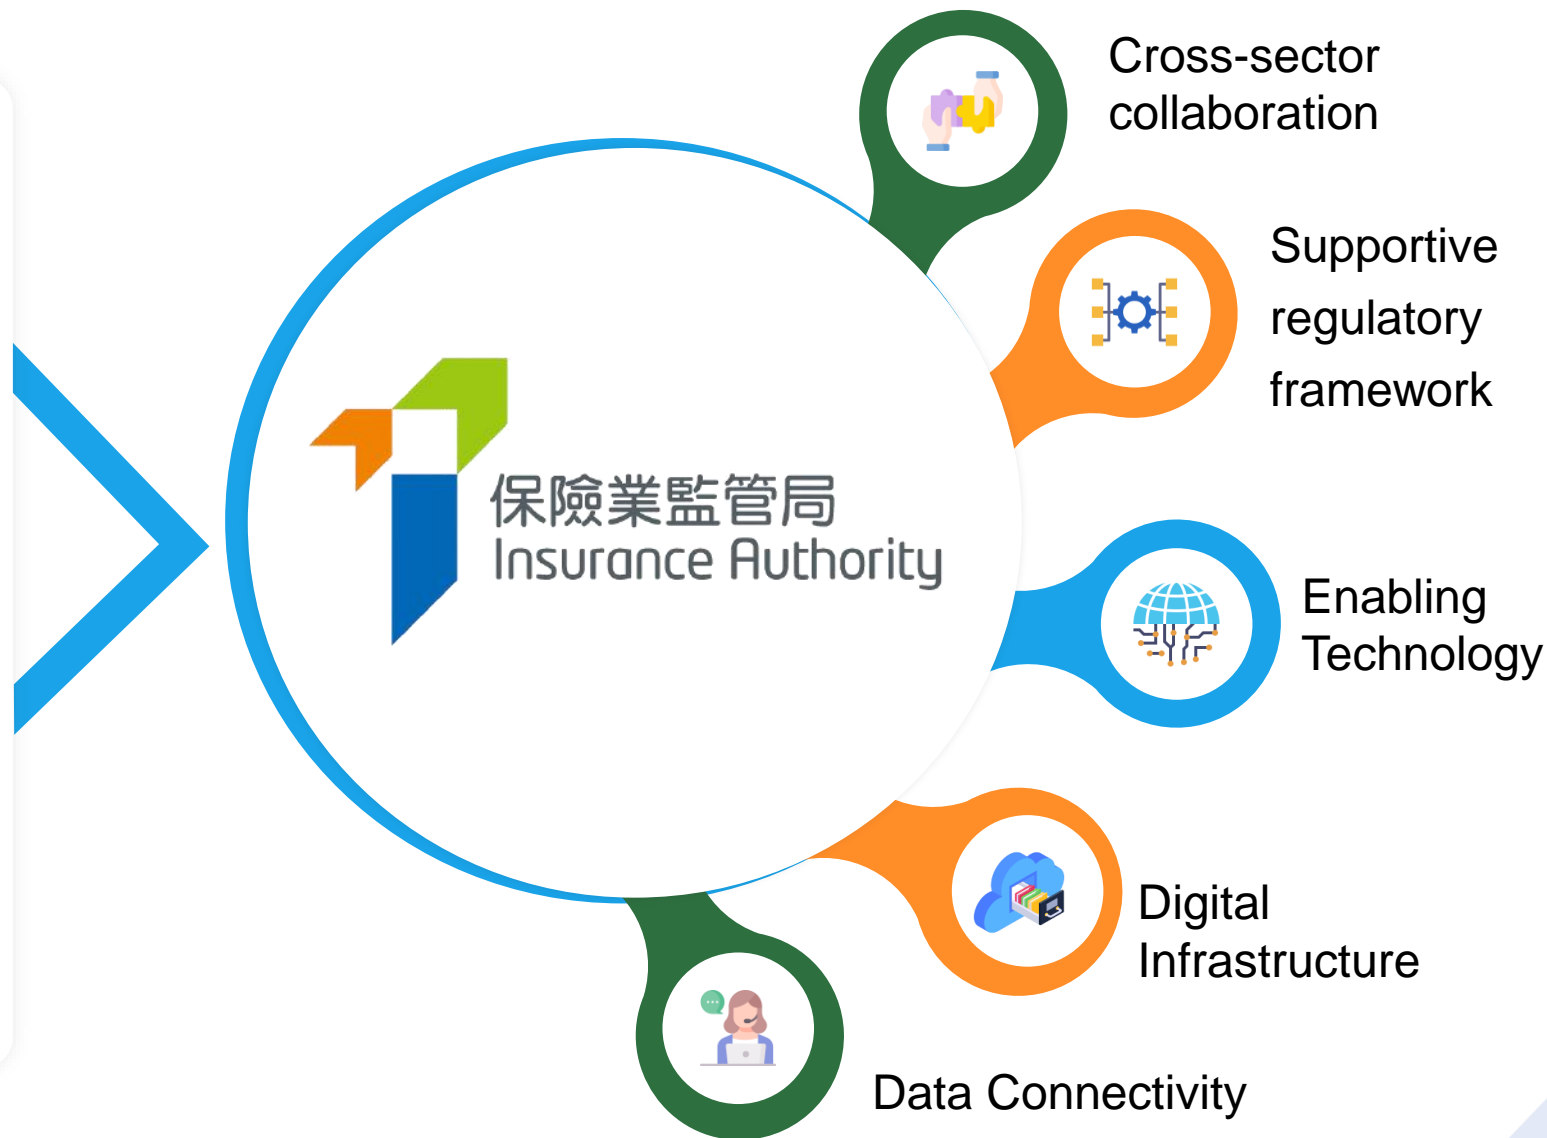 Cross-sector
collaboration
Supportive
regulatory
framework
保險業監管局
Insurance Authority
Enabling
Technology
Digital
Infrastructure
Data Connectivity